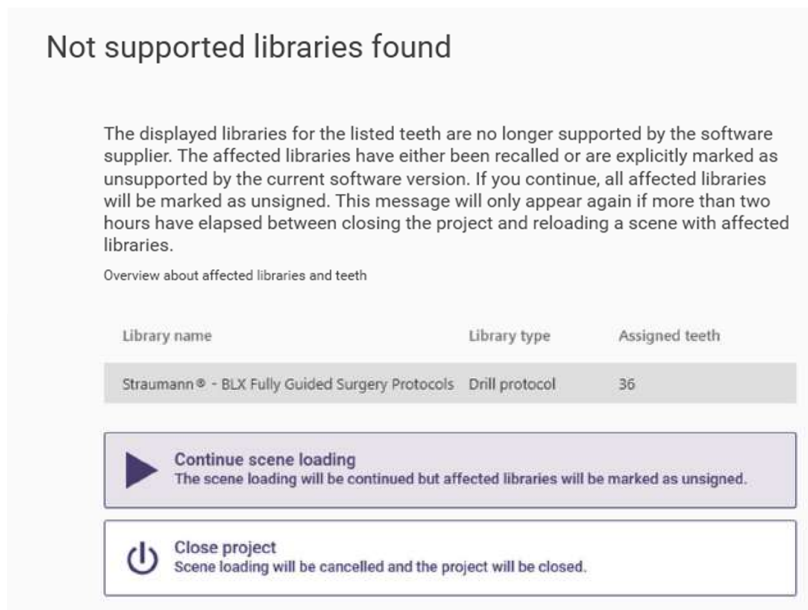 Not supported libraries found
The displayed libraries for the listed teeth are no longer supported by the software
supplier. The affected libraries have either been recalled or are explicitly marked as
unsupported by the current software version. If you continue, all affected libraries
will be marked as unsigned. This message will only appear again if more than two
hours have elapsed between closing the project and reloading a scene with affected
libraries.
Overview about affected libraries and teeth
Library name Library type Assigned teeth
Straumann® - BLX Fully Guided Surgery Protocols Drill protocol 36
Continue scene loading
The scene loading will be continued but affected libraries will be marked as unsigned.
Close project
Scene loading will be cancelled and the project will be closed.